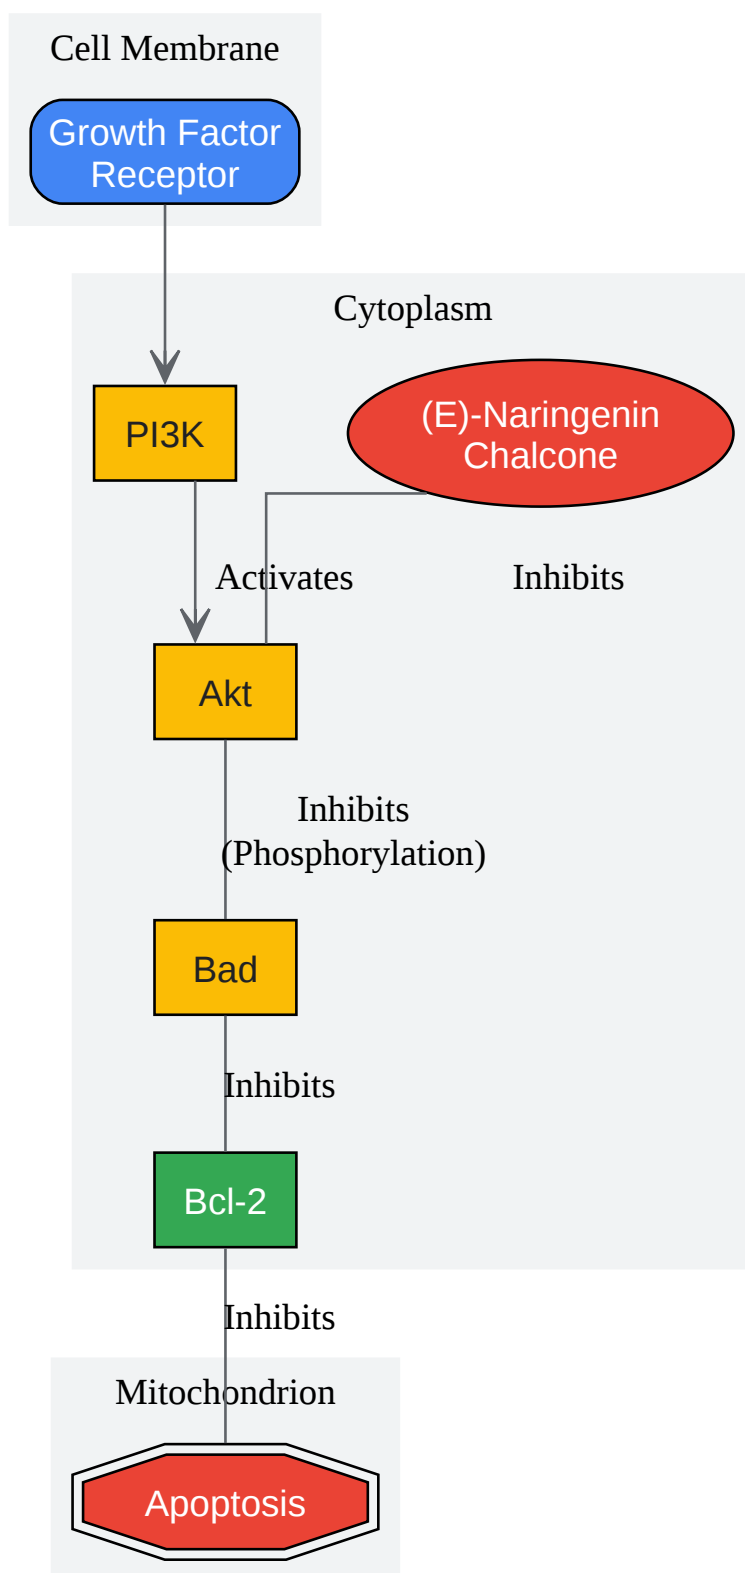 Cell Membrane
Growth Factor
Receptor
Cytoplasm
PI3K
(E)-Naringenin
Chalcone
Activates
Inhibits
Akt
Inhibits
(Phosphorylation)
Bad
Inhibits
Bcl-2
Inhibits
Mitochondrion
Apoptosis